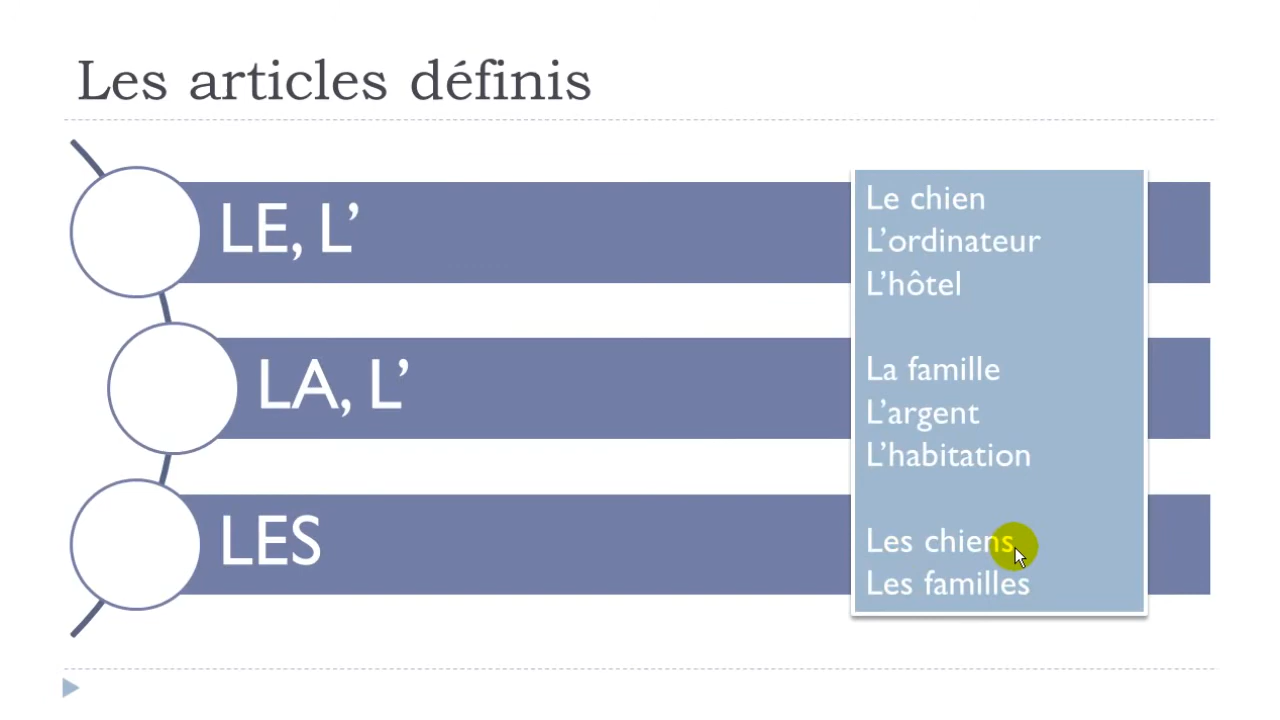 Les articles définis
LE, L’
LA, L’
LES
Le chien
L’ordinateur
L’hôtel
La famille
L’argent
L’habitation
Les chiens
Les familles